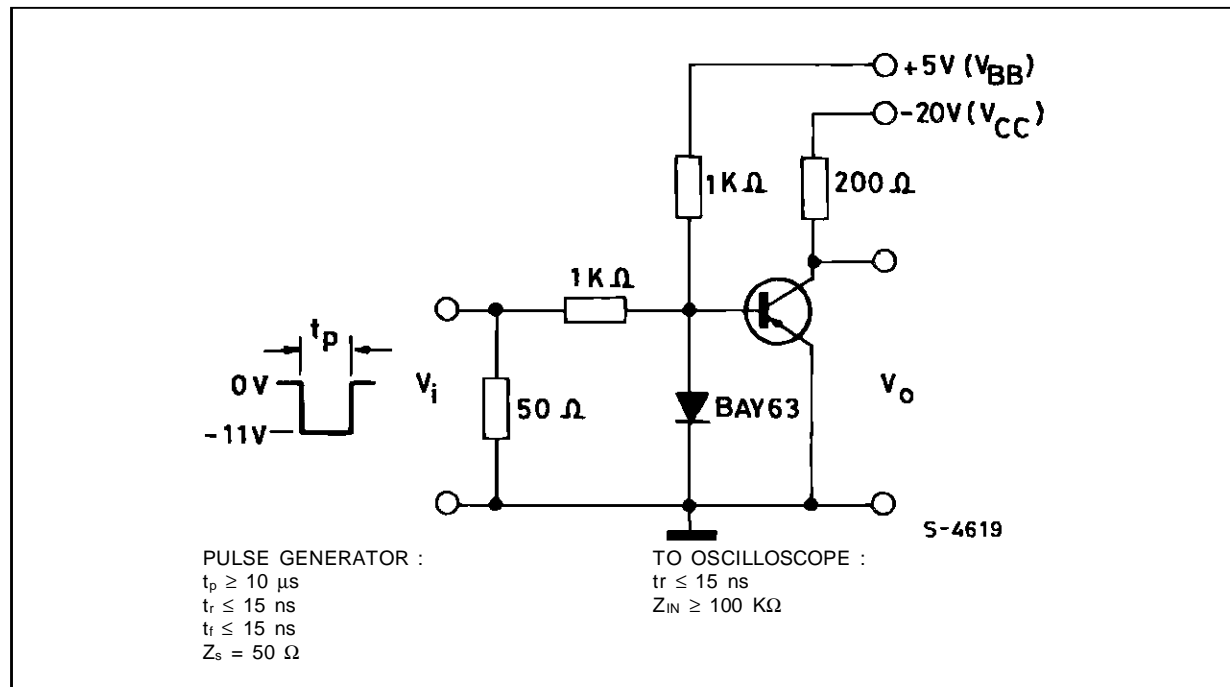 +5V (VBB)
-20V (VCC)
1KΩ
200Ω
1KΩ
tp
0V
Vi
50Ω
BAY63
Vo
-11V
S-4619
PULSE GENERATOR :
tp ≥ 10 μs
tr ≤ 15 ns
tf ≤ 15 ns
Zs = 50 Ω
TO OSCILLOSCOPE :
tr ≤ 15 ns
ZIN ≥ 100 KΩ